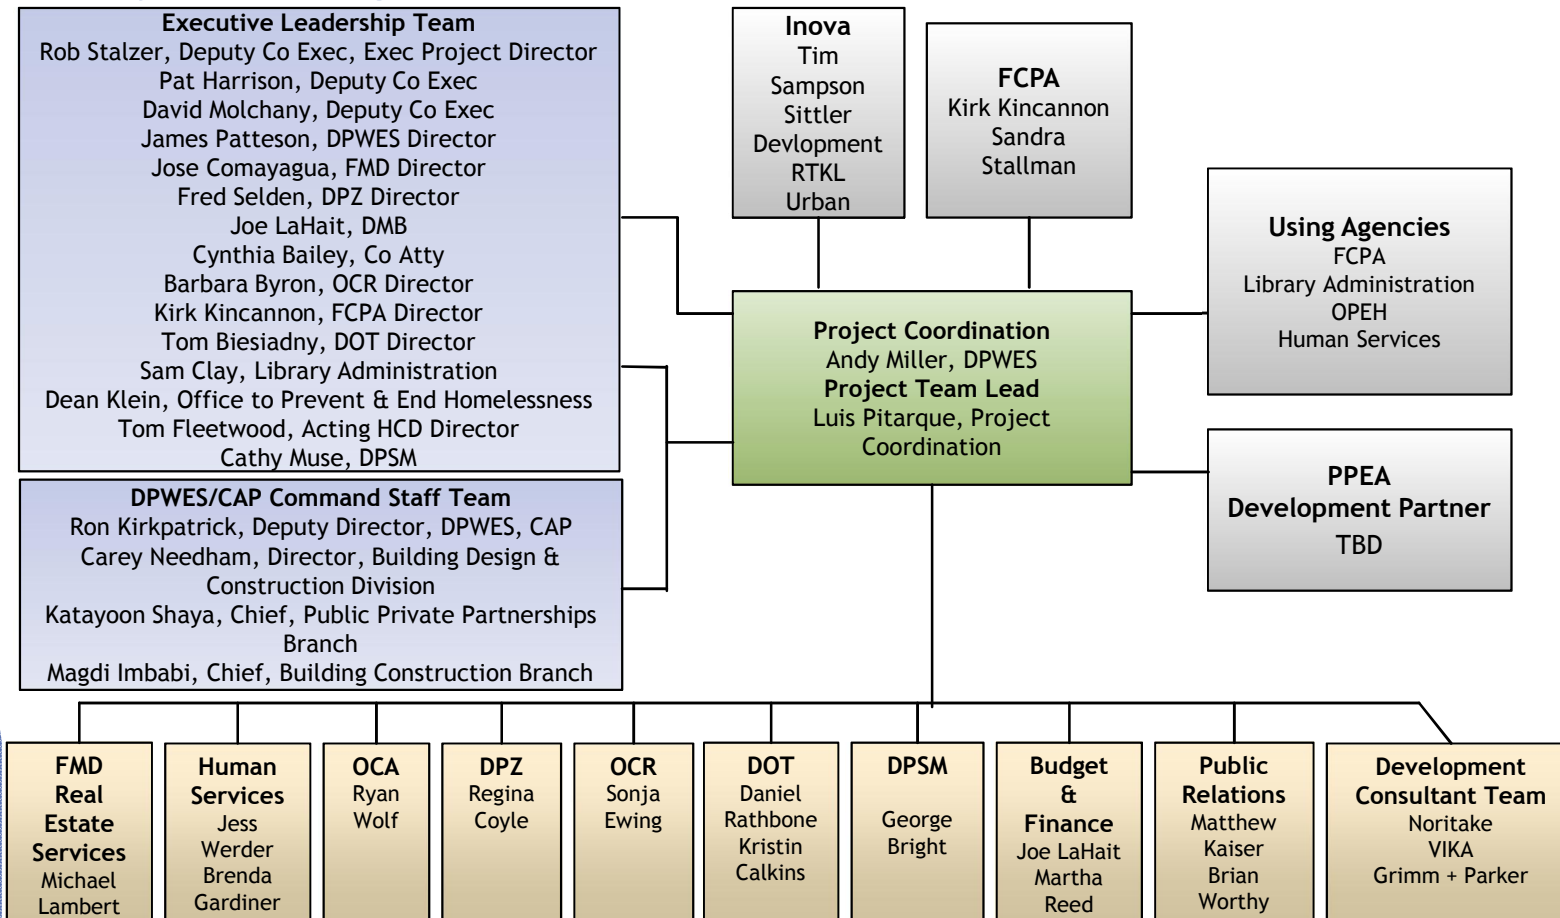 Executive Leadership Team
Rob Stalzer, Deputy Co Exec, Exec Project Director
Pat Harrison, Deputy Co Exec
David Molchany, Deputy Co Exec
James Patteson, DPWES Director
Jose Comayagua, FMD Director
Fred Selden, DPZ Director
Joe LaHait, DMB
Cynthia Bailey, Co Atty
Barbara Byron, OCR Director
Kirk Kincannon, FCPA Director
Tom Biesiadny, DOT Director
Sam Clay, Library Administration
Dean Klein, Office to Prevent & End Homelessness
Tom Fleetwood, Acting HCD Director
Cathy Muse, DPSM
DPWES/CAP Command Staff Team
Ron Kirkpatrick, Deputy Director, DPWES, CAP
Carey Needham, Director, Building Design &
Construction Division
Katayoon Shaya, Chief, Public Private Partnerships
Branch
Magdi Imbabi, Chief, Building Construction Branch
Inova
Tim
Sampson
Sittler
Devlopment
RTKL
Urban
FCPA
Kirk Kincannon
Sandra
Stallman
Using Agencies
FCPA
Library Administration
OPEH
Human Services
Project Coordination
Andy Miller, DPWES
Project Team Lead
Luis Pitarque, Project
Coordination
PPEA
Development Partner
TBD
FMD
Real
Estate
Services
Michael
Lambert
Human
Services
Jess
Werder
Brenda
Gardiner
OCA
Ryan
Wolf
DPZ
Regina
Coyle
OCR
Sonja
Ewing
DOT
Daniel
Rathbone
Kristin
Calkins
DPSM
George
Bright
Budget
&
Finance
Joe LaHait
Martha
Reed
Public
Relations
Matthew
Kaiser
Brian
Worthy
Development
Consultant Team
Noritake
VIKA
Grimm + Parker